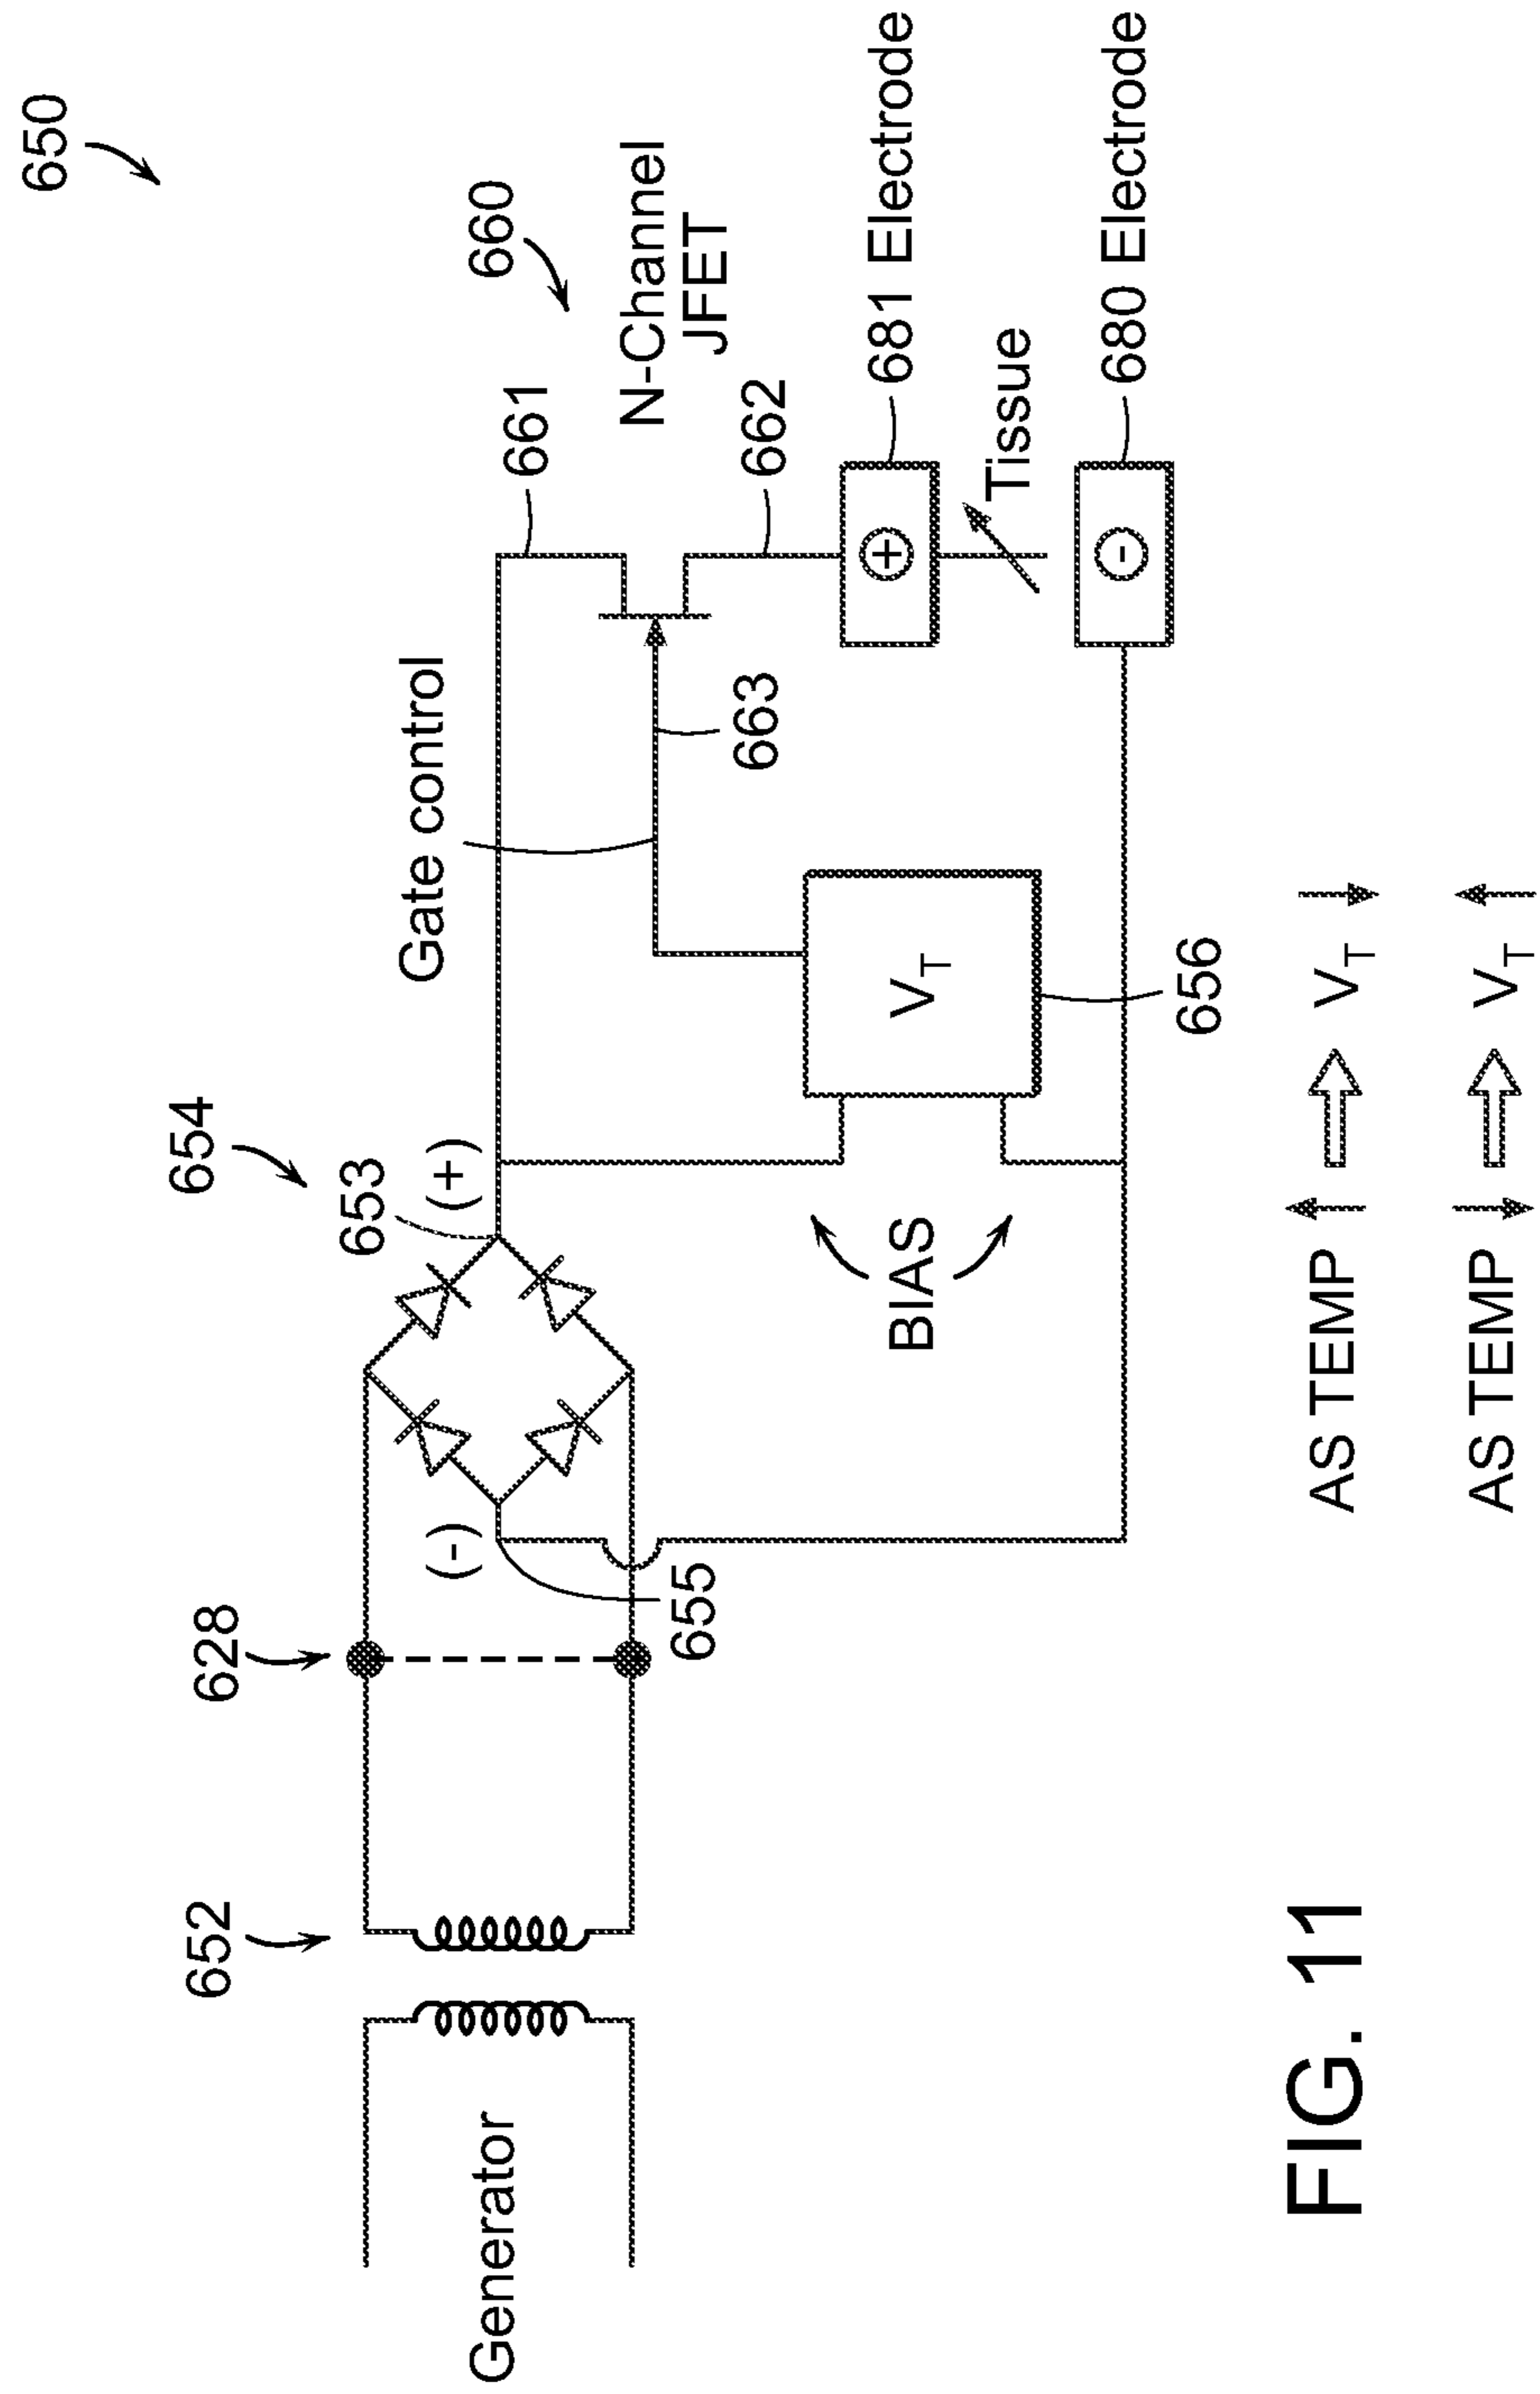 650
660
N-Channel
JFET
661
662
681 Electrode
Tissue
680 Electrode
Gate control
663
654
653
(+)
V_T
656
BIAS
628
(-)
655
652
Generator
+
-
AS TEMP ↑ ⇒ V_T ↓
AS TEMP ↓ ⇒ V_T ↑
FIG. 11